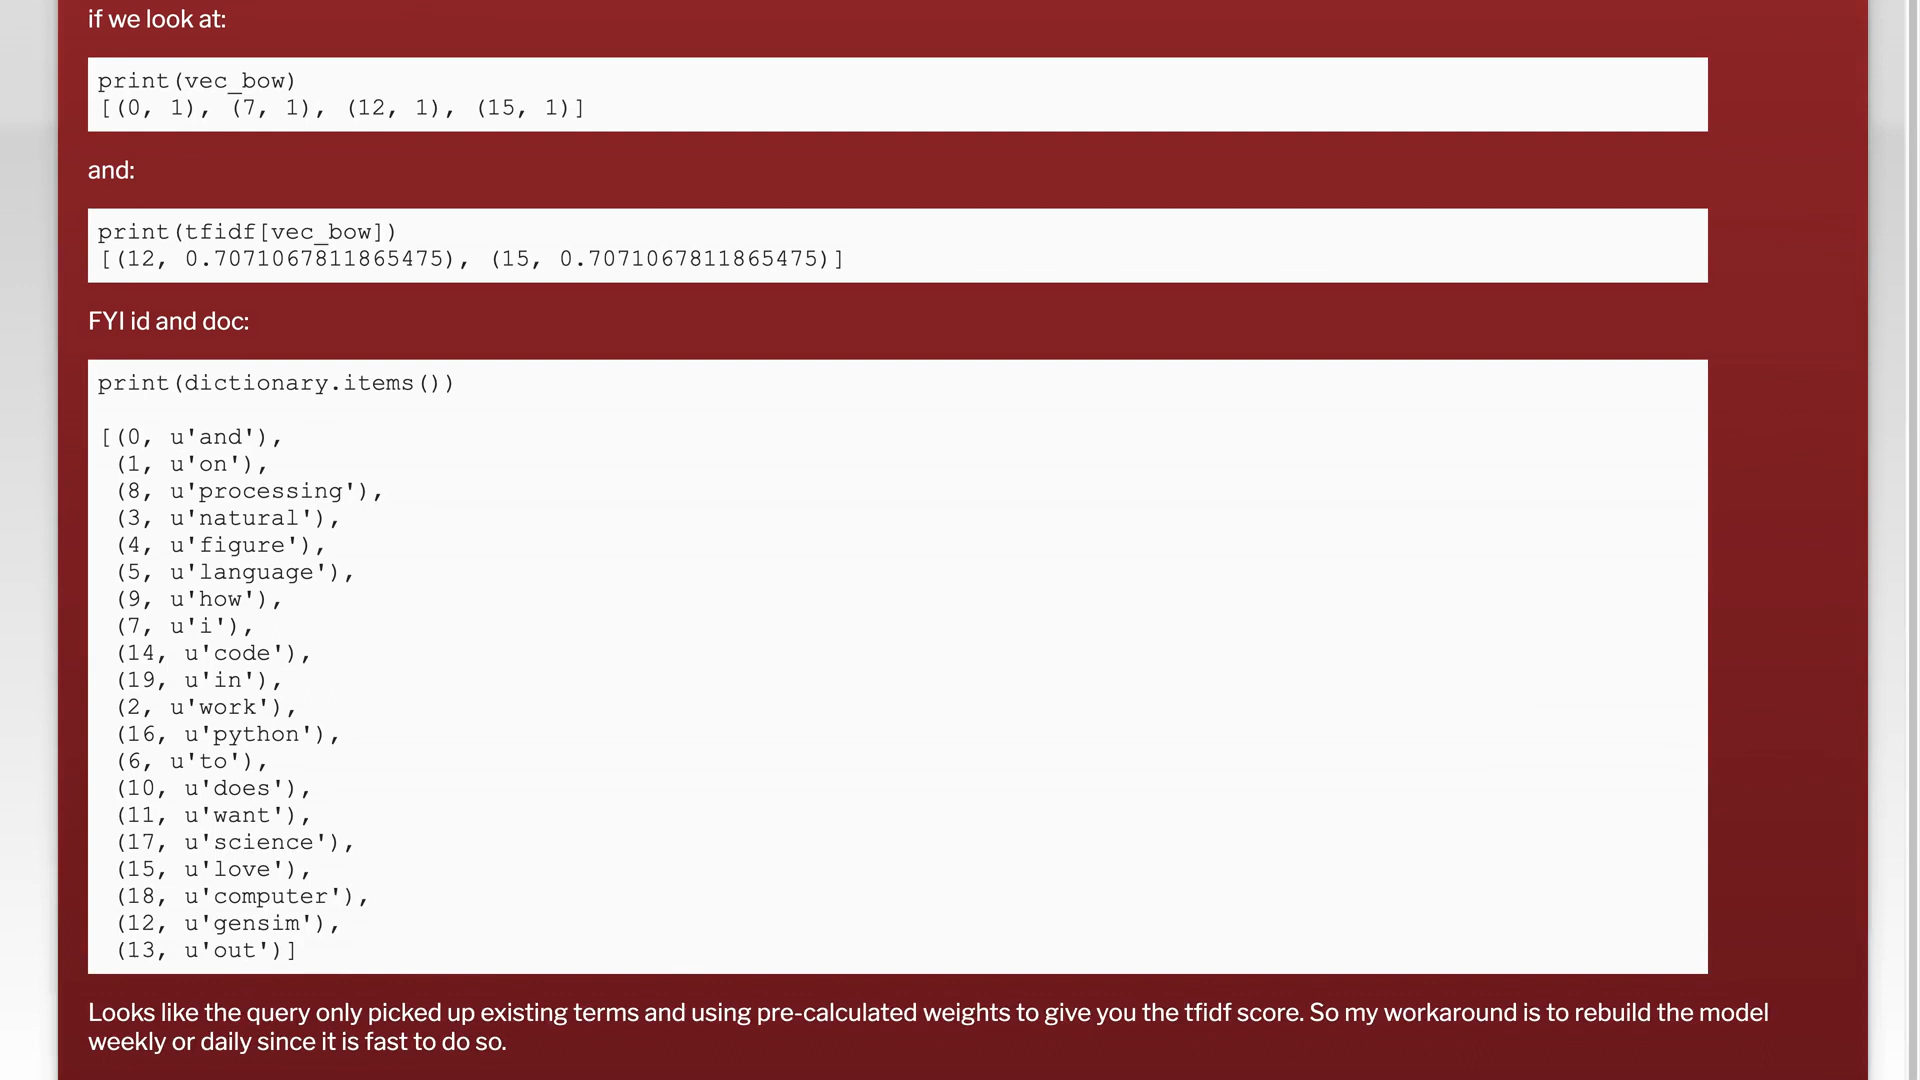 if we look at:
print(vec_bow)
[(0, 1), (7, 1), (12, 1), (15, 1)]
and:
print(tfidf[vec_bow])
[(12, 0.7071067811865475), (15, 0.7071067811865475)]
FYI id and doc:
print(dictionary.items())
[(0, u'and'),
(1, u'on'),
(8, u'processing'),
(3, u'natural'),
(4, u'figure'),
(5, u'language'),
(9, u'how'),
(7, u'i'),
(14, u'code'),
(19, u'in'),
(2, u'work'),
(16, u'python'),
(6, u'to'),
(10, u'does'),
(11, u'want'),
(17, u'science'),
(15, u'love'),
(18, u'computer'),
(12, u'gensim'),
(13, u'out')]
Looks like the query only picked up existing terms and using pre-calculated weights to give you the tfidf score. So my workaround is to rebuild the model
weekly or daily since it is fast to do so.